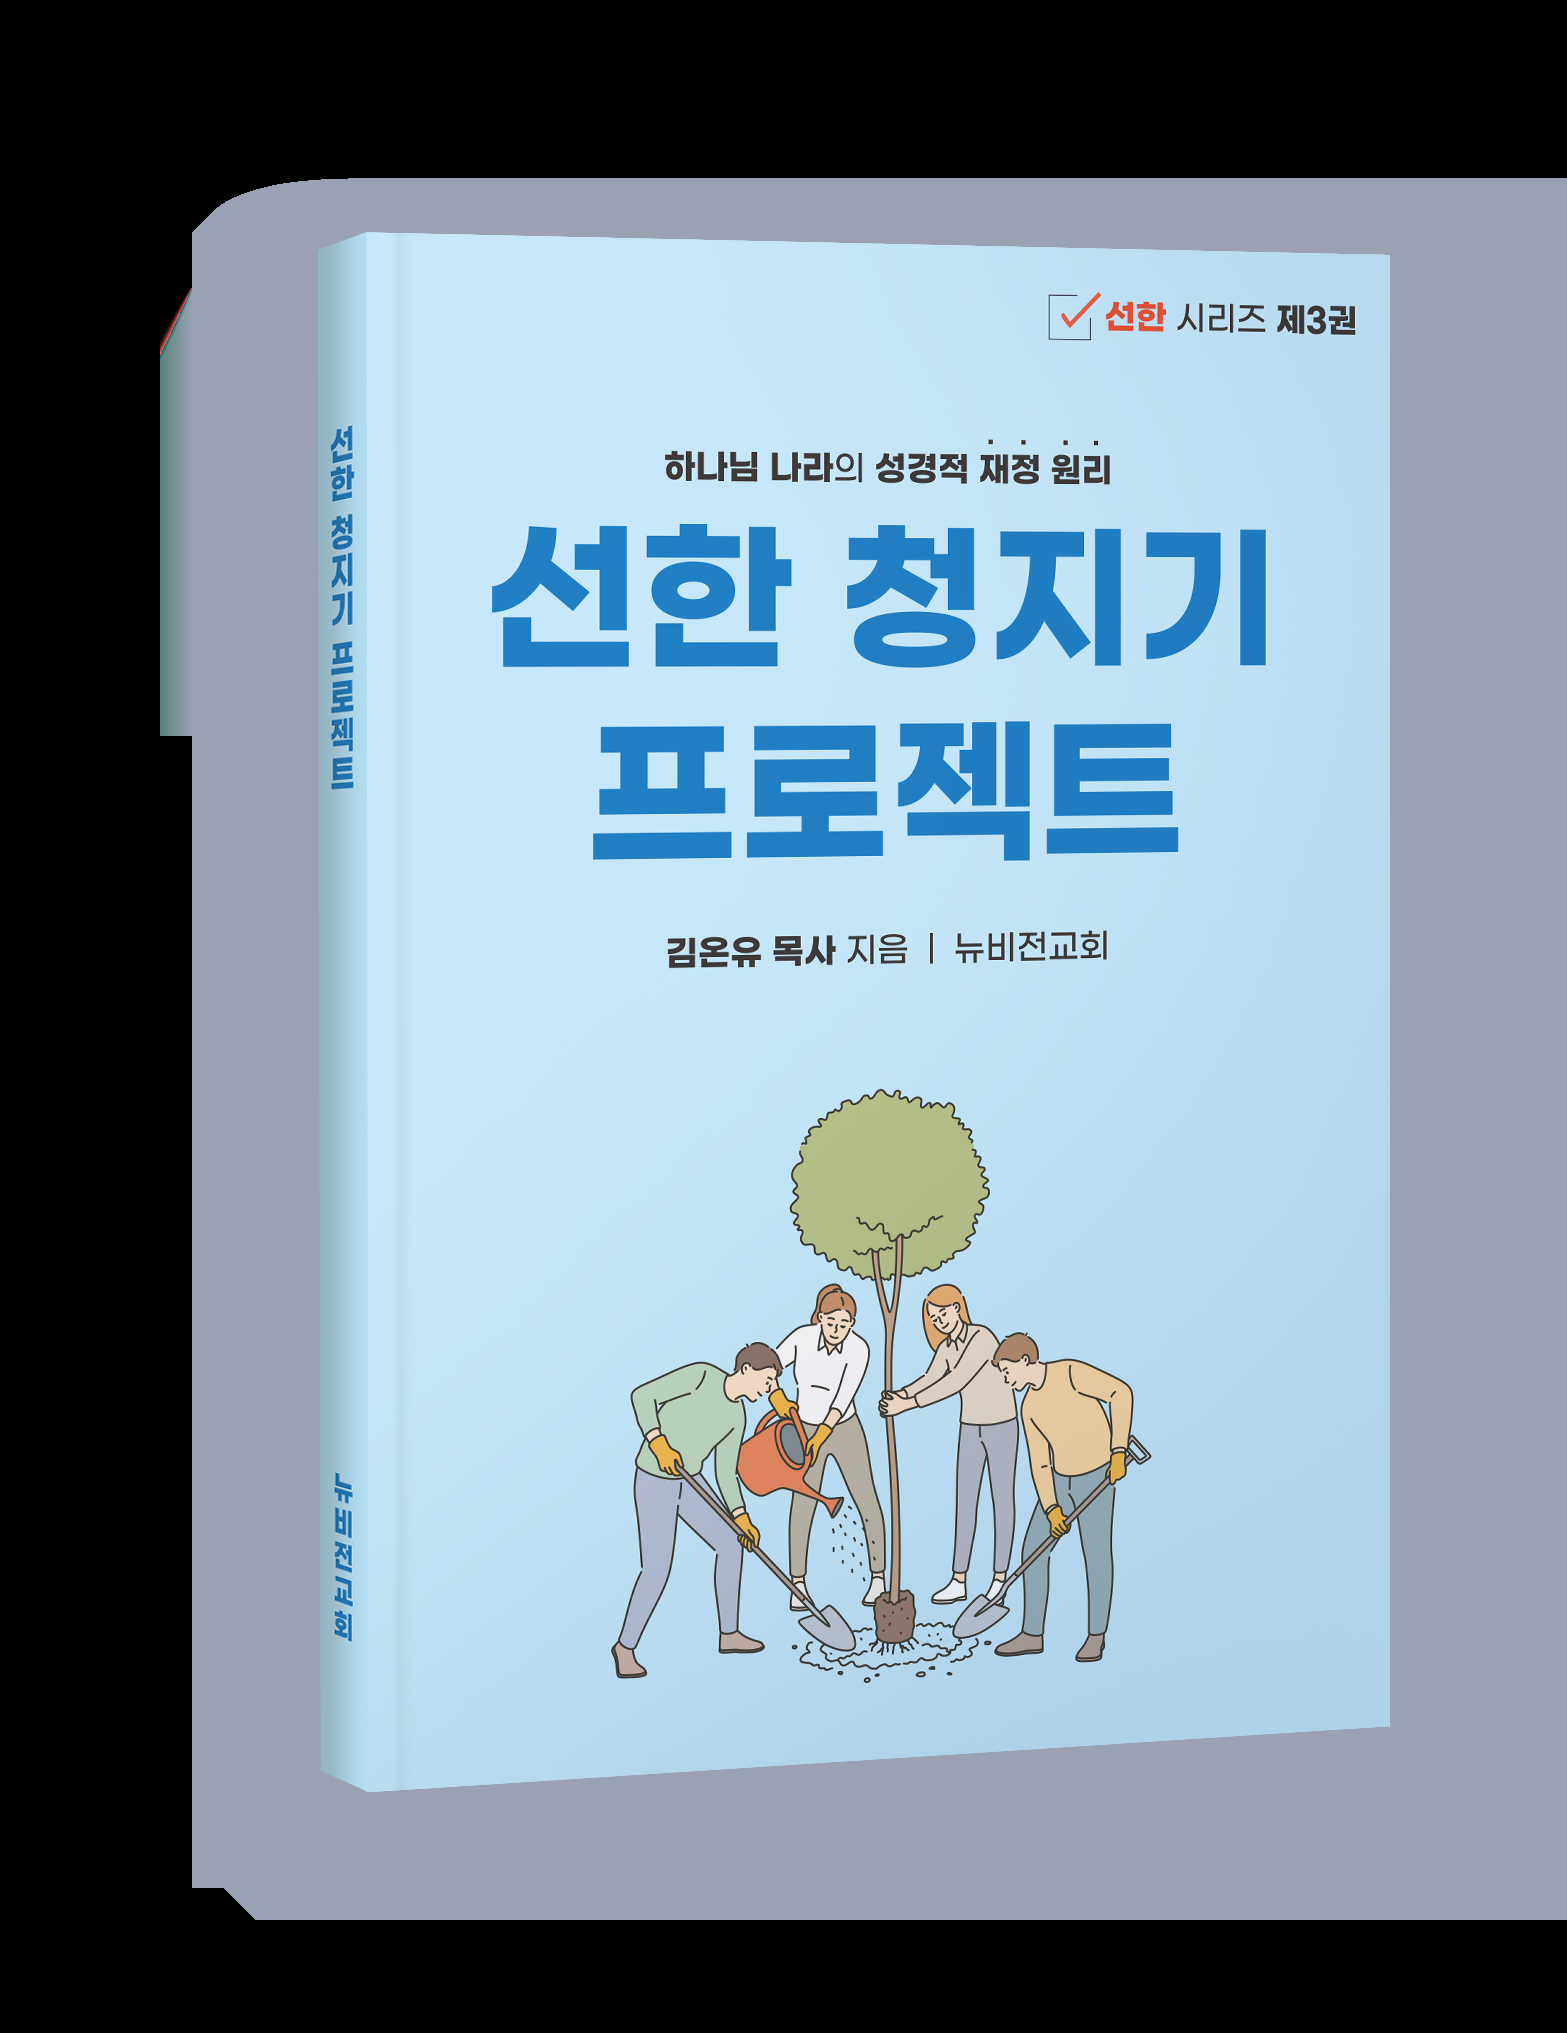 선한 시리즈 제3권
하나님 나라의 성경적 재정 원리
선한 청지기
프로젝트
김온유 목사 지음 | 뉴비전교회
선한 청지기 프로젝트
뉴비전교회